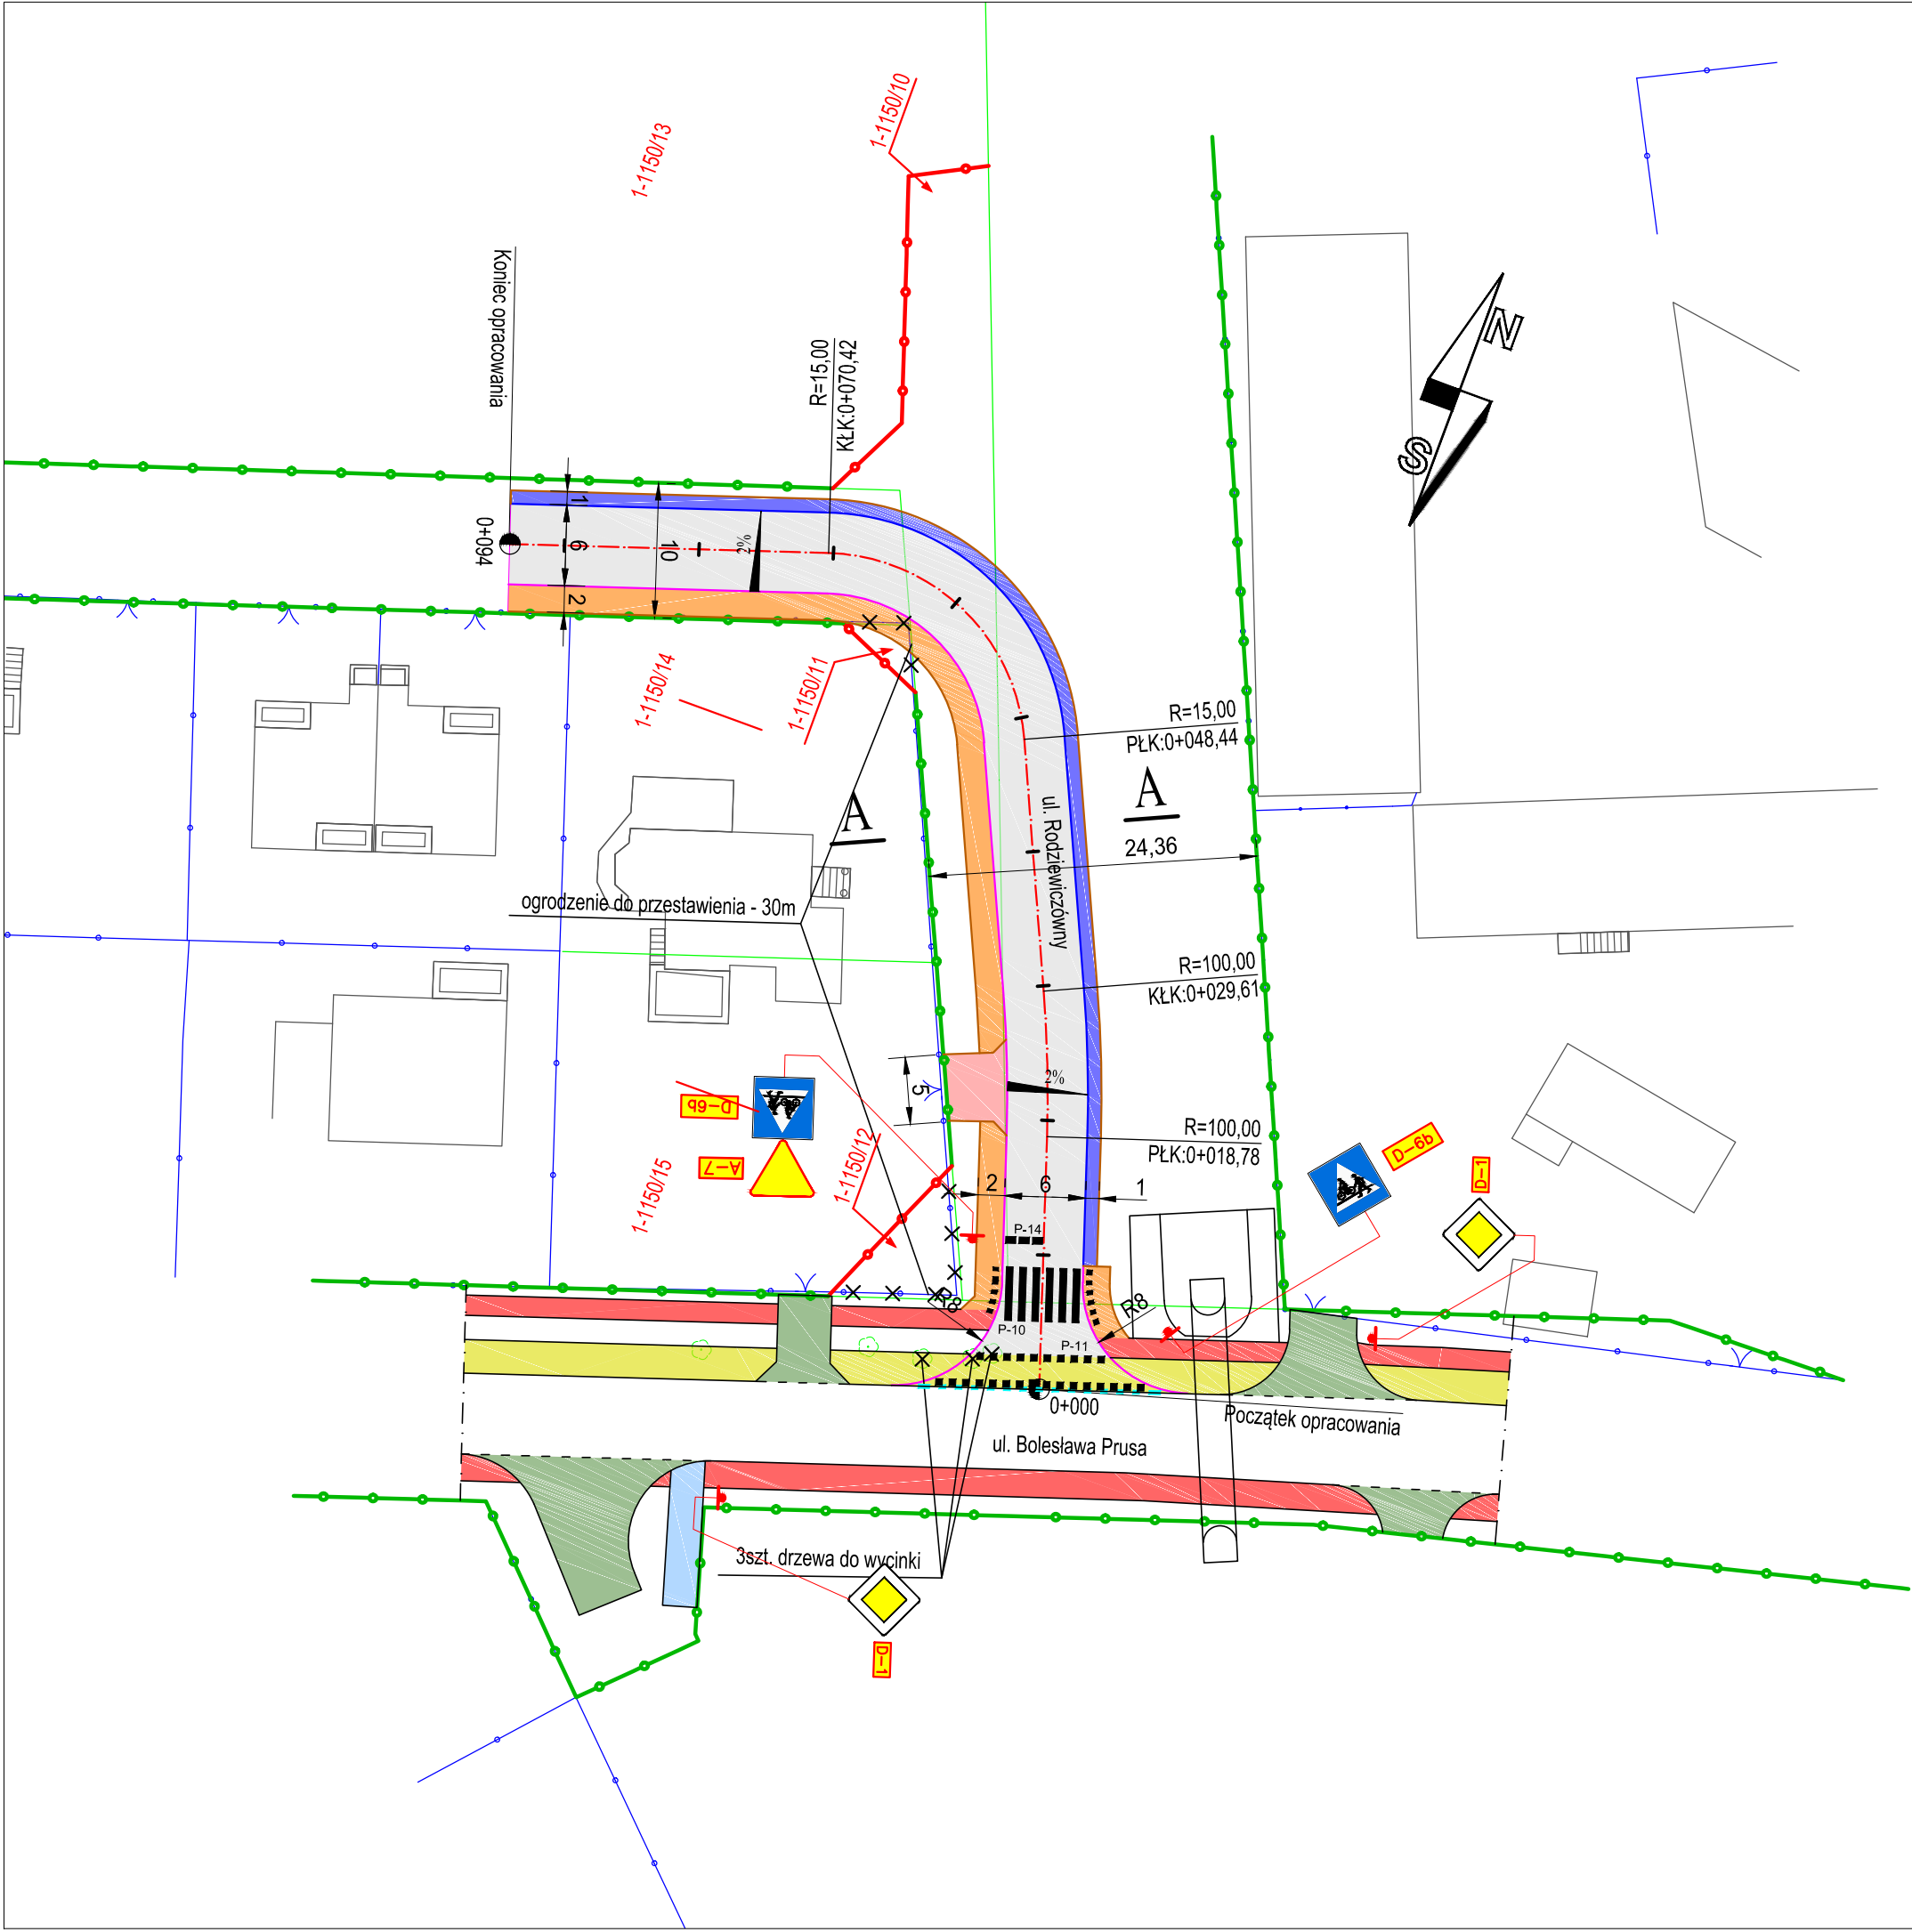 1-1150/10
1-1150/13
Koniec opracowania
R=15,00
KŁK:0+070,42
N
S
1
6
2
10
2%
0+094
1-1150/14
1-1150/11
R=15,00
PŁK:0+048,44
A
A
24,36
ul. Rodziewiczówny
ogrodzenie do przestawienia - 30m
R=100,00
KŁK:0+029,61
5
2%
D-6b
A-7
1-1150/15
1-1150/12
R=100,00
PŁK:0+018,78
D-6b
D-1
2
6
1
P-14
R8
R8
P-10
P-11
0+000
Początek opracowania
ul. Bolesława Prusa
3szt. drzewa do wycinki
D-1